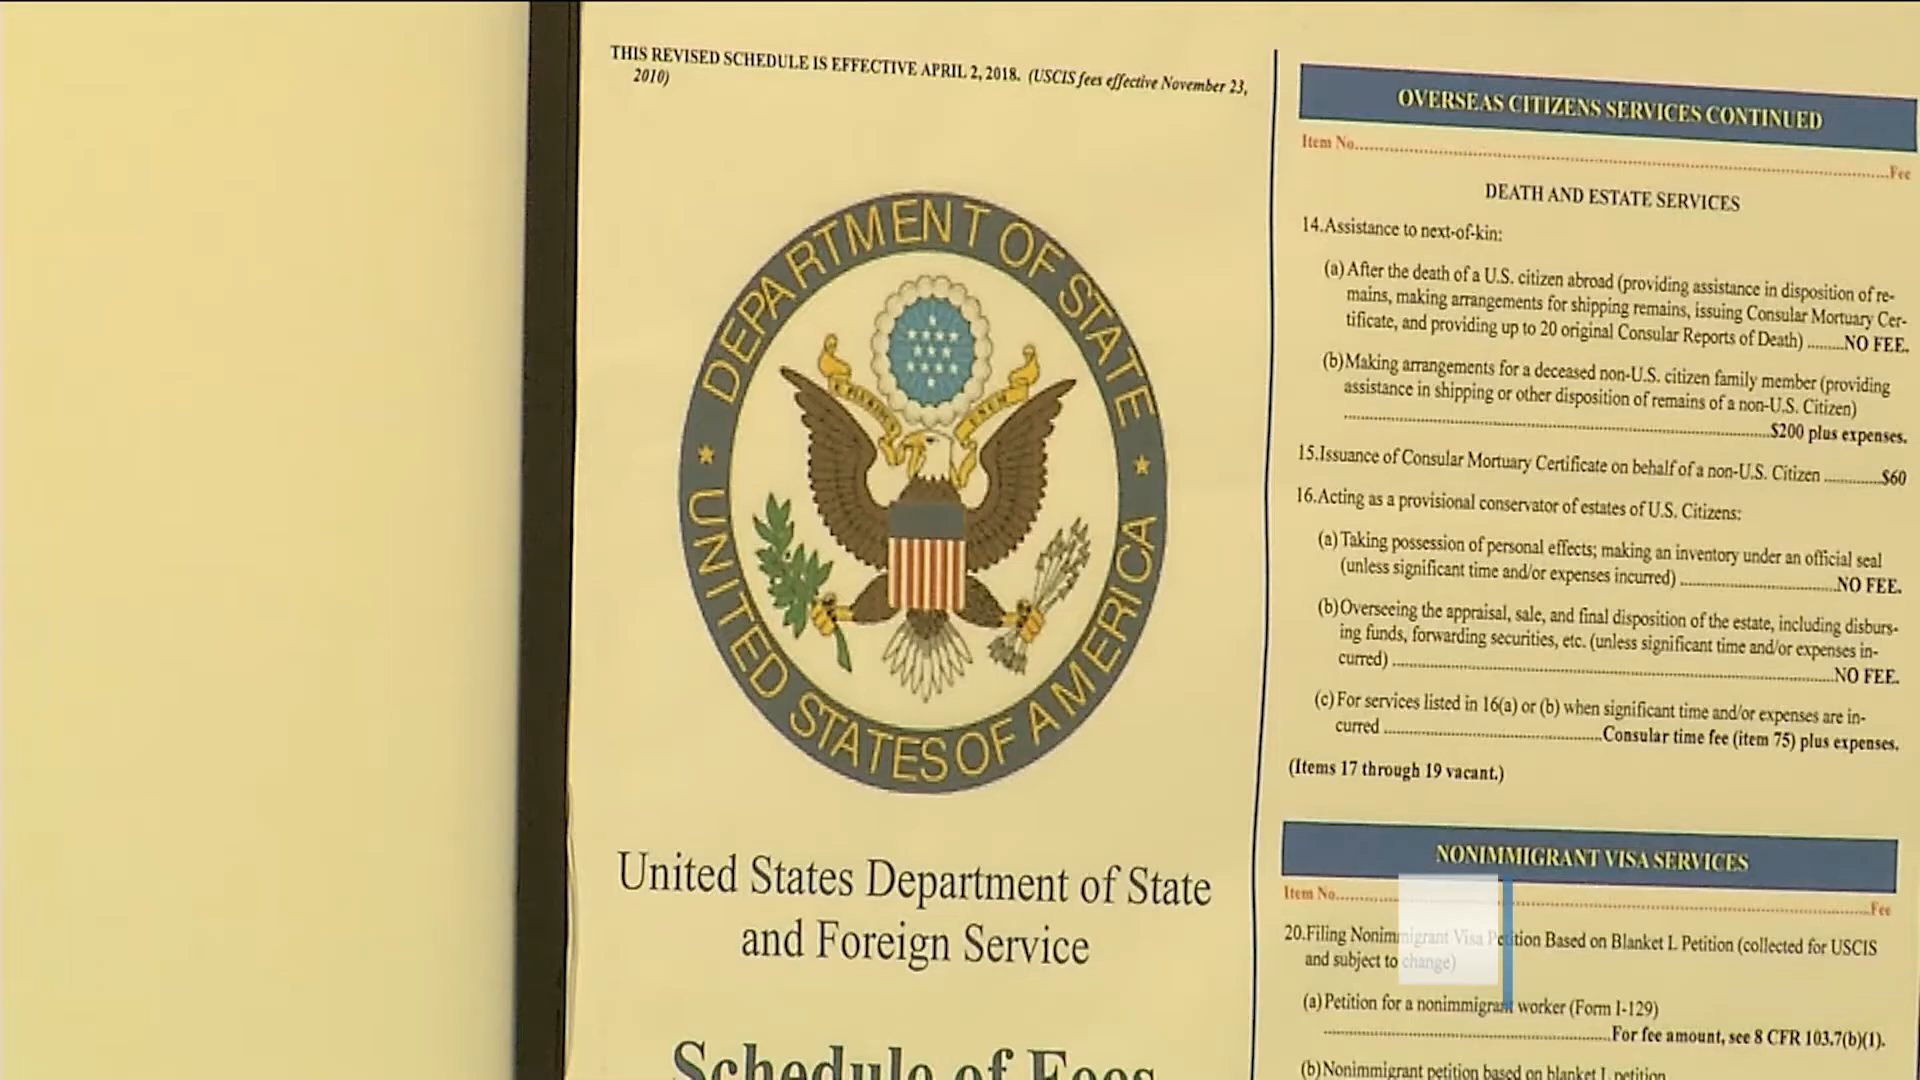 THIS REVISED SCHEDULE IS EFFECTIVE APRIL 2, 2018. (USCIS fees effective November 23,
2010)
DEPARTMENT OF STATE
UNITED STATES OF AMERICA
E PLURIBUS UNUM
United States Department of State
and Foreign Service
Schedule of Fees
OVERSEAS CITIZENS SERVICES CONTINUED
Item No. Fee
DEATH AND ESTATE SERVICES
14.Assistance to next-of-kin:
(a) After the death of a U.S. citizen abroad (providing assistance in disposition of re-
mains, making arrangements for shipping remains, issuing Consular Mortuary Cer-
tificate, and providing up to 20 original Consular Reports of Death) .........NO FEE.
(b) Making arrangements for a deceased non-U.S. citizen family member (providing
assistance in shipping or other disposition of remains of a non-U.S. Citizen)
..........$200 plus expenses.
15.Issuance of Consular Mortuary Certificate on behalf of a non-U.S. Citizen .............$60
16.Acting as a provisional conservator of estates of U.S. Citizens:
(a) Taking possession of personal effects; making an inventory under an official seal
(unless significant time and/or expenses incurred) ..........NO FEE.
(b) Overseeing the appraisal, sale, and final disposition of the estate, including disburs-
ing funds, forwarding securities, etc. (unless significant time and/or expenses in-
curred) ..........NO FEE.
(c) For services listed in 16(a) or (b) when significant time and/or expenses are in-
curred ..........Consular time fee (item 75) plus expenses.
(Items 17 through 19 vacant.)
NONIMMIGRANT VISA SERVICES
Item No. Fee
20.Filing Nonimmigrant Visa Petition Based on Blanket L Petition (collected for USCIS
and subject to change)
(a) Petition for a nonimmigrant worker (Form I-129)
..........For fee amount, see 8 CFR 103.7(b)(1).
(b) Nonimmigrant petition based on blanket L petition